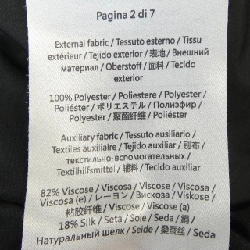 Pagina 2 di 7
External fabric / Tessuto esterno / Tissu
extérieur / Tejido exterior / 表地 / Внешний
материал / Oberstoff / 面料 / Tecido
exterior
100% Polyester / Poliestere / Polyester /
Poliéster / ポリエステル / Полиэфир /
Polyester / 聚酯纤维 / Poliéster
Auxiliary fabric / Tessuto ausiliario /
Textiles auxiliaire / Tejido auxiliar / 別布 /
текстильно-вспомогательных /
Textilhilfsmittel / 辅料 / Tecido auxiliar
82% Viscose / Viscosa / Viscose / Viscosa /
Viscosa (e) / レーヨン / Вискоза / Viskose /
粘胶纤维 / Viscose / Viscose (a)
18% Silk / Seta / Soie / Seda / 絹 /
Натуральный шелк / Seide / 桑蚕丝 / Seda